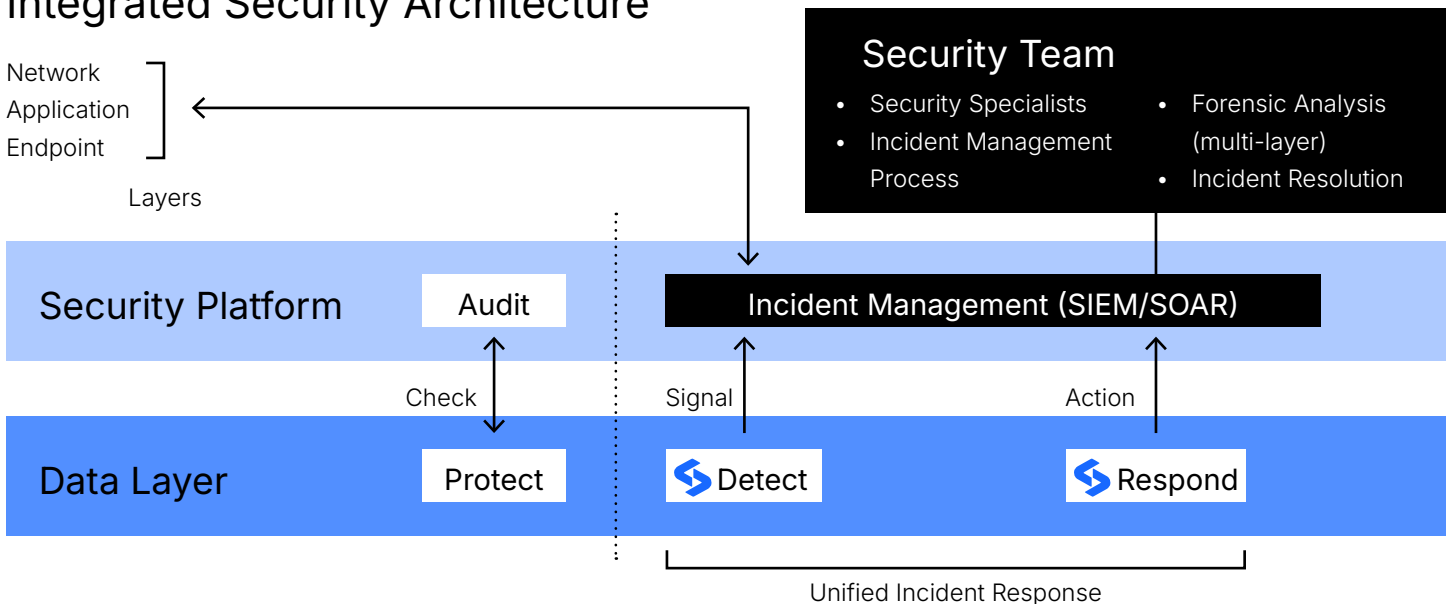 Integrated Security Architecture
Network
Application
Endpoint
Layers
Security Team
• Security Specialists
• Incident Management
Process
• Forensic Analysis
(multi-layer)
• Incident Resolution
Security Platform
Audit
Incident Management (SIEM/SOAR)
Check
Signal
Action
Data Layer
Protect
Detect
Respond
Unified Incident Response